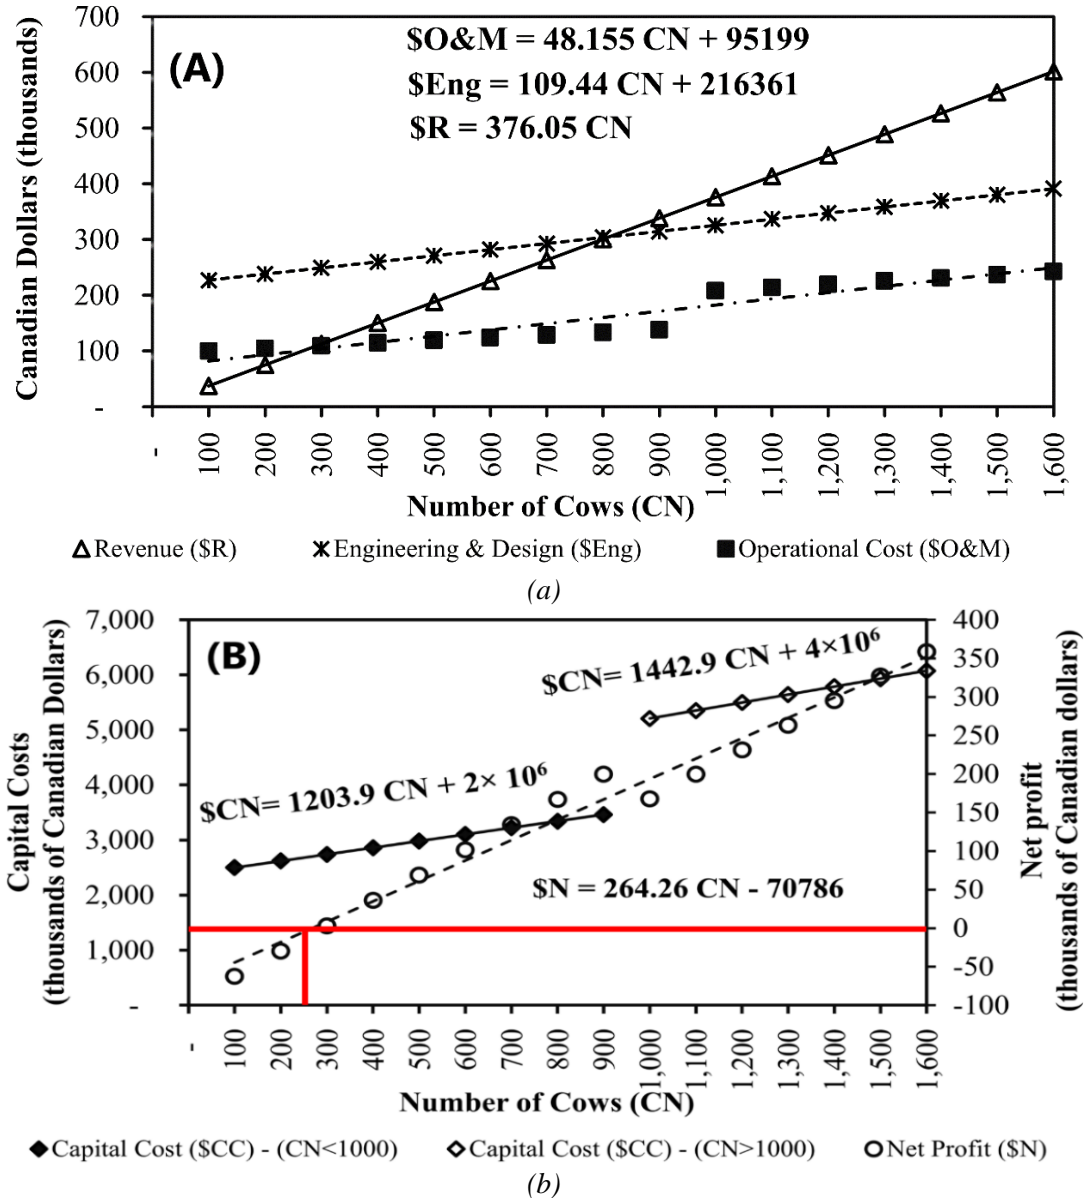 Canadian Dollars (thousands)
700
600
500
400
300
200
100
-
(A)
$O&M = 48.155 CN + 95199
$Eng = 109.44 CN + 216361
$R = 376.05 CN
- 100 200 300 400 500 600 700 800 900 1,000 1,100 1,200 1,300 1,400 1,500 1,600
Number of Cows (CN)
Revenue ($R) Engineering & Design ($Eng) Operational Cost ($O&M)
(a)
Capital Costs
(thousands of Canadian Dollars)
7,000
6,000
5,000
4,000
3,000
2,000
1,000
-
(B)
$CN= 1442.9 CN + 4×10⁶
$CN= 1203.9 CN + 2× 10⁶
$N = 264.26 CN - 70786
400
350
300
250
200
150
100
50
0
-50
-100
Net profit
(thousands of Canadian dollars)
- 100 200 300 400 500 600 700 800 900 1,000 1,100 1,200 1,300 1,400 1,500 1,600
Number of Cows (CN)
Capital Cost ($CC) - (CN<1000) Capital Cost ($CC) - (CN>1000) Net Profit ($N)
(b)